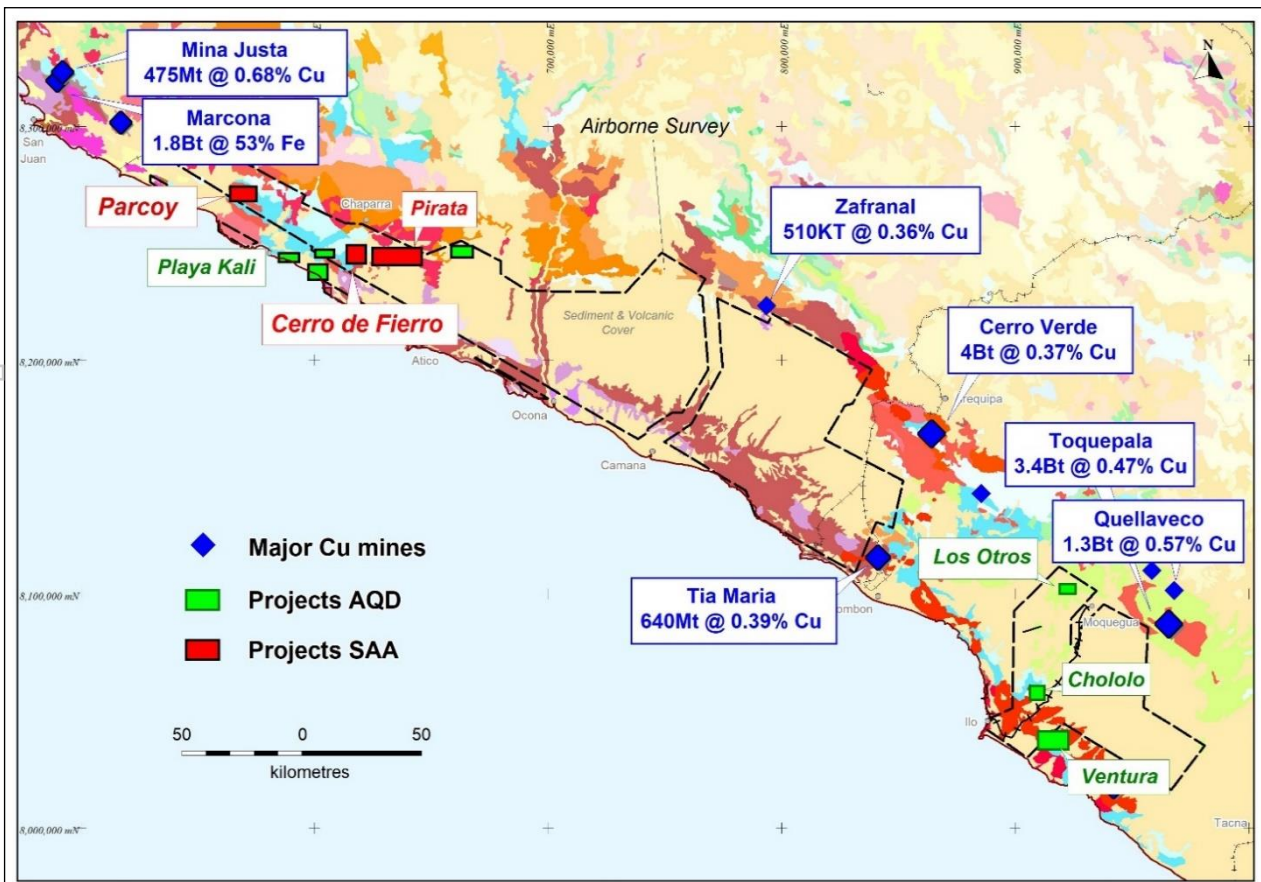 Mina Justa
475Mt @ 0.68% Cu
Marcona
1.8Bt @ 53% Fe
700,000 mE
800,000 mE
900,000 mE
N
8,300,000 mN
San
Juan
Airborne Survey
Parcoy
Chaparra
Pirata
Playa Kali
Cerro de Fierro
Zafranal
510KT @ 0.36% Cu
Sediment & Volcanic
Cover
Cerro Verde
4Bt @ 0.37% Cu
8,200,000 mN
Atico
Ocona
Camana
Toquepala
3.4Bt @ 0.47% Cu
Quellaveco
1.3Bt @ 0.57% Cu
Los Otros
Major Cu mines
Projects AQD
Projects SAA
Tia Maria
640Mt @ 0.39% Cu
8,100,000 mN
Moquegua
Chololo
Ilo
Ventura
50 0 50
kilometres
8,000,000 mN
Tacna